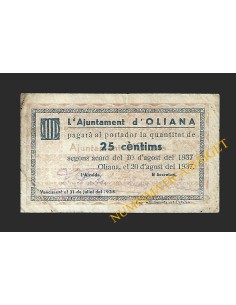 L'Ajuntament d'OLIANA
pagarà al portador la quantitat de
25 cèntims
segons acord del 10 d'agost del 1937
Oliana, el 20 d'agost del 1937
L'Alcalde, El Secretari,
Venciment el 31 de juliol del 1938